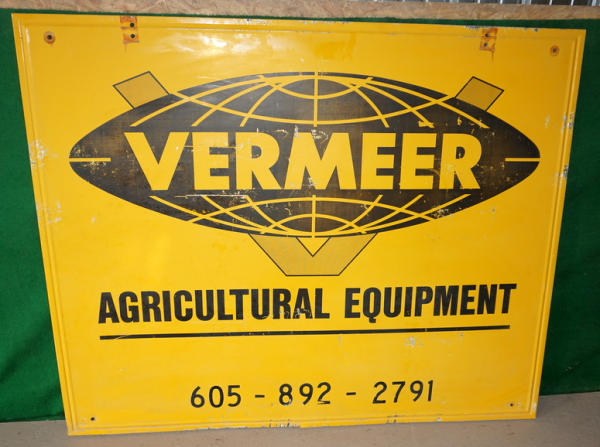 VERMEER
AGRICULTURAL EQUIPMENT
605 - 892 - 2791